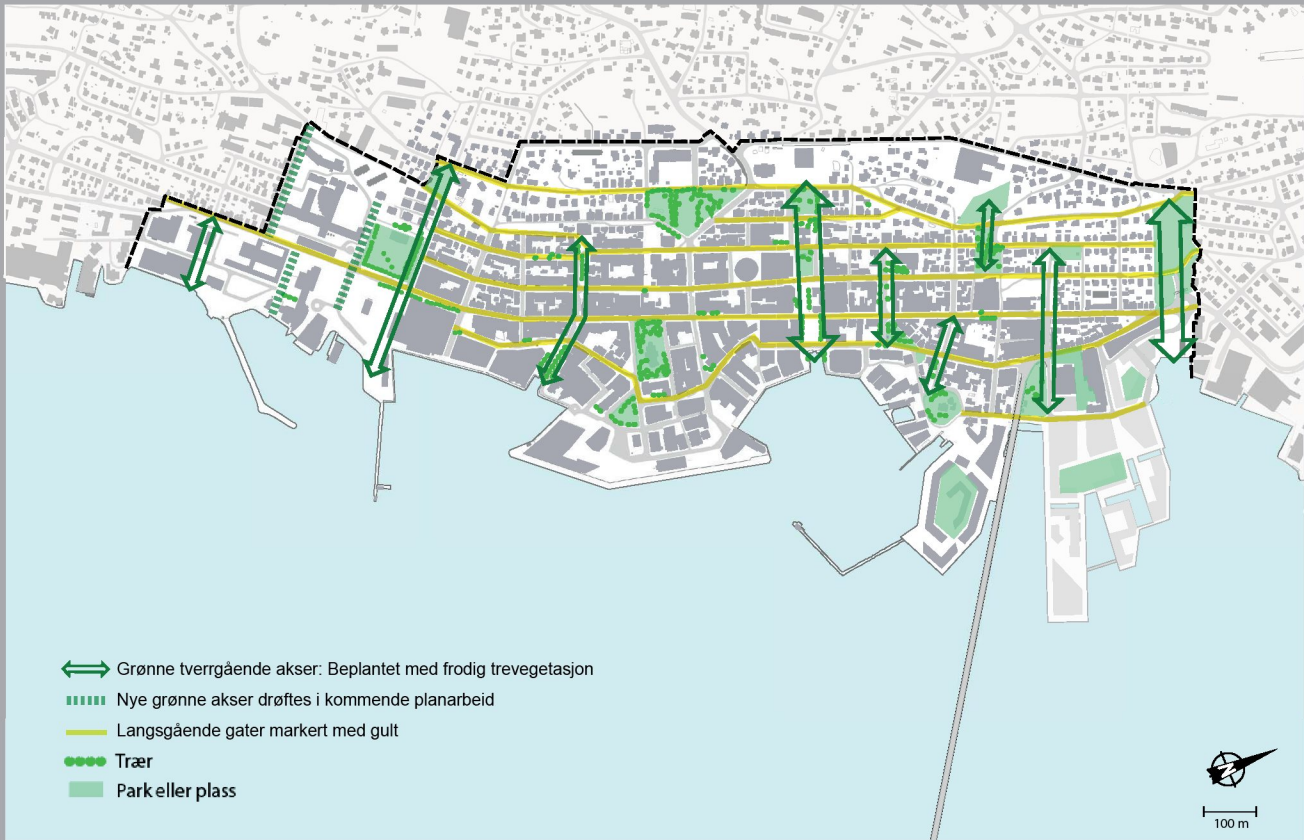 Grønne tverrgående akser: Beplantet med frodig trevegetasjon
Nye grønne akser drøftes i kommende planarbeid
Langsgående gater markert med gult
Trær
Park eller plass
N
100 m